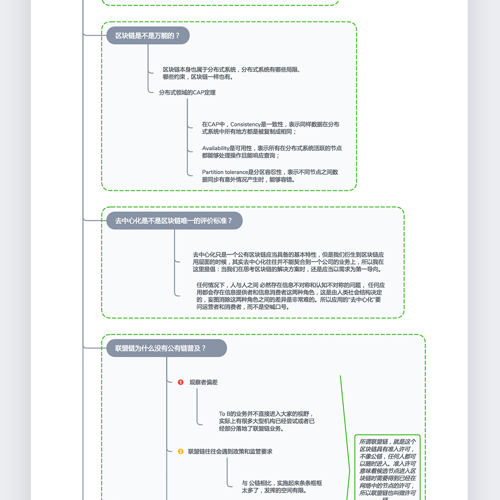 区块链是不是万能的？
区块链本身也属于分布式系统，分布式系统有哪些局限、
哪些约束，区块链一样也有。
分布式领域的CAP定理
在CAP中，Consistency是一致性，表示同样数据在分布
式系统中所有地方都是被复制成相同；
Availability是可用性，表示所有在分布式系统活跃的节点
都能够处理操作且能响应查询；
Partition tolerance是分区容忍性，表示不同节点之间数
据同步有意外情况产生时，能够容错。
去中心化是不是区块链唯一的评价标准？
去中心化只是一个公有区块链应当具备的基本特性，但是我们衍生到区块链应
用层面的时候，其实去中心化往往并不能契合到一个公司的业务上，所以我在
这里提倡：当我们在思考区块链的解决方案时，还是应当以需求为第一导向。
任何情况下，人与人之间 必然存在信息不对称和认知不对称的问题， 任何应
用都会存在信息提供者和信息消费者这两种角色，这是由人类社会结构决定
的，妄图消除这两种角色之间的差异是非常难的。所以应用的“去中心化”要
问运营者和消费者，而不是空喊口号。
联盟链为什么没有公有链普及？
观察者偏差
To B的业务并不直接进入大家的视野，
实际上有很多大型机构已经尝试或者已
经部分落地了联盟链业务。
联盟链往往会遇到政策和监管要求
与 公链相比，实施起来条条框框
太多了，发挥的空间有限。
所谓联盟链，就是这个
区块链具有准入许可，
不像公链，任何人都可
以随时进入。准入许可
意味着候选节点进入区
块链时需要得到已经在
网络中的节点的许可，
所以联盟链也叫做许可
链